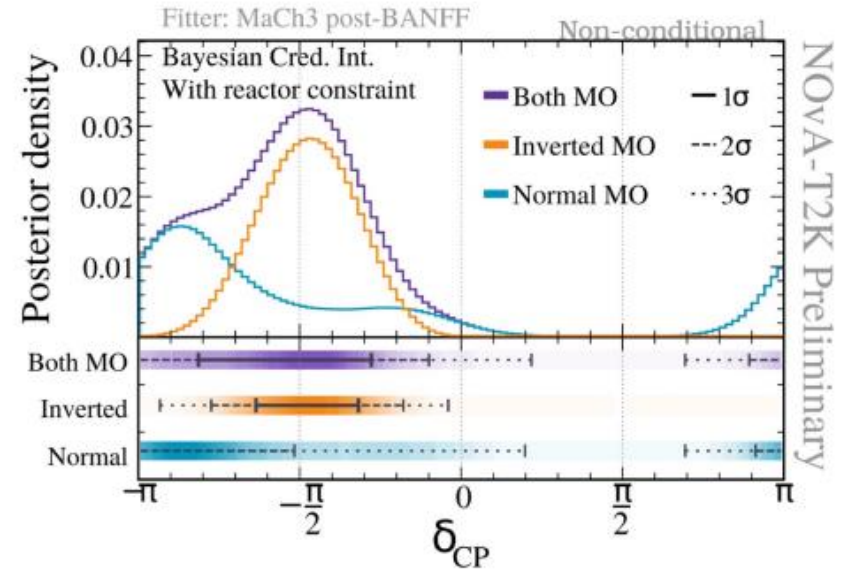 Fitter: MaCh3 post-BANFF
Non-conditional
Bayesian Cred. Int.
With reactor constraint
Both MO
1σ
Inverted MO
2σ
Normal MO
3σ
Posterior density
0.04
0.03
0.02
0.01
Both MO
Inverted
Normal
−π
−π/2
0
π/2
π
δCP
NOvA-T2K Preliminary